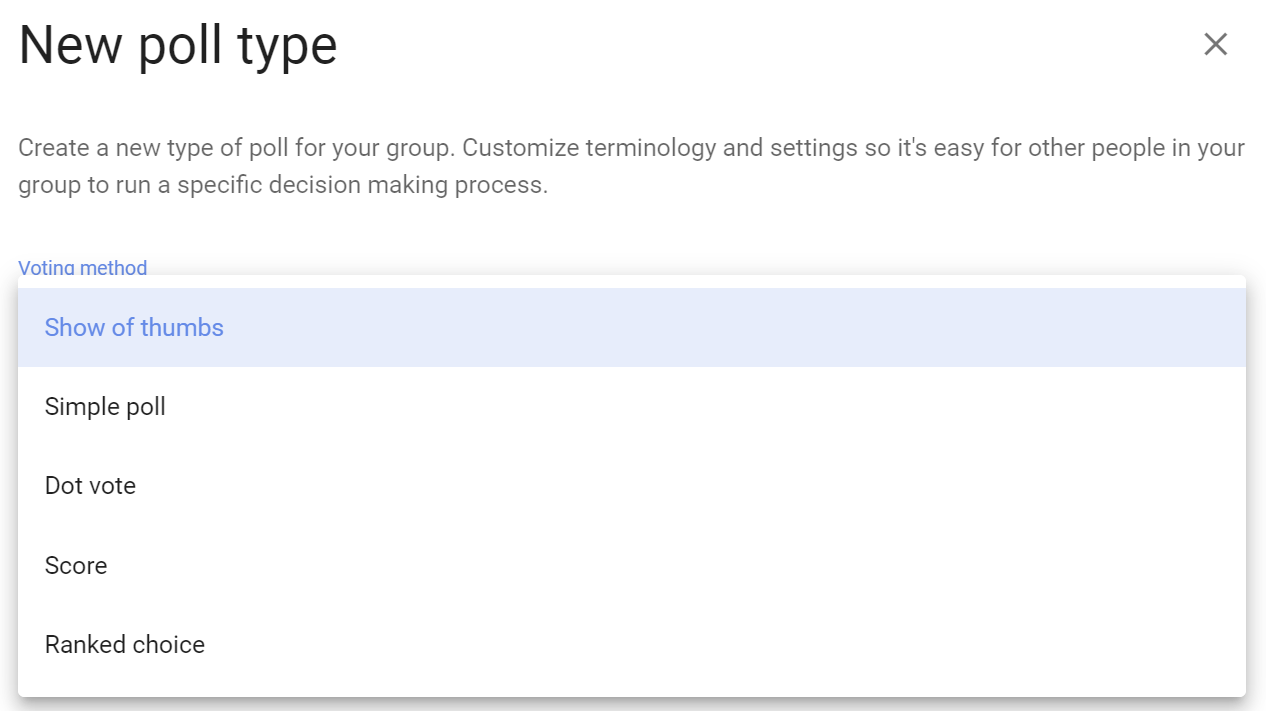 New poll type
Create a new type of poll for your group. Customize terminology and settings so it's easy for other people in your
group to run a specific decision making process.
Voting method
Show of thumbs
Simple poll
Dot vote
Score
Ranked choice